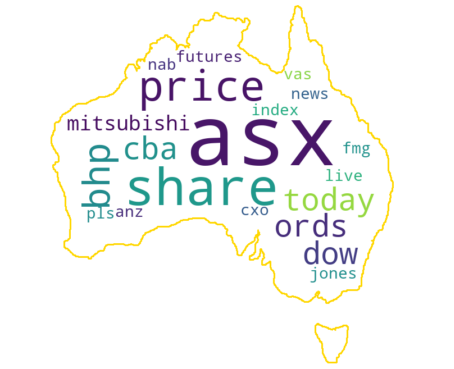 futures
nab
vas
price
news
index
mitsubishi
asx
cba
fmg
bhp
share
live
today
pls
anz
cxo
ords
dow
jones